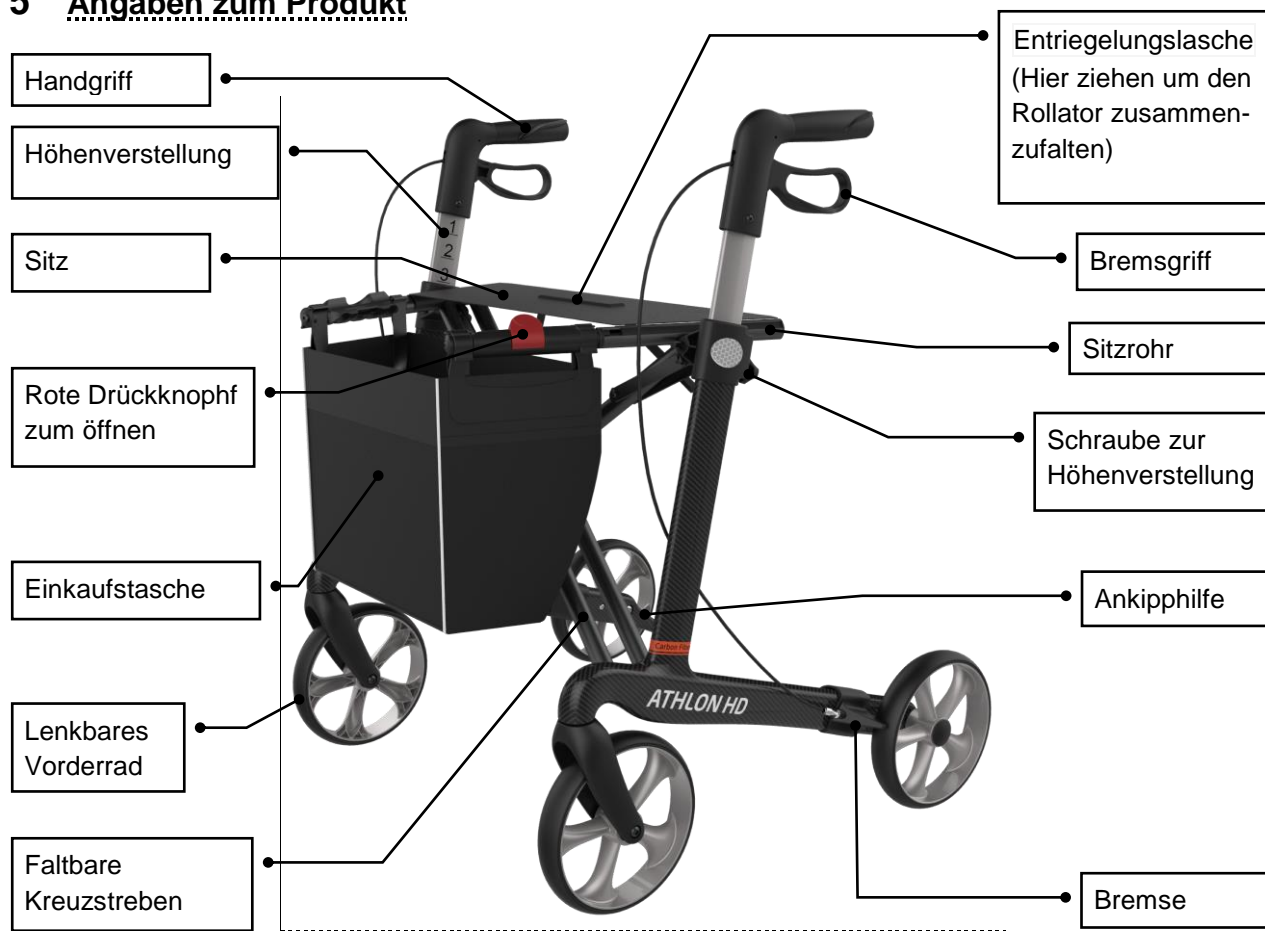 5 Angaben zum Produkt
Handgriff
Höhenverstellung
Sitz
Rote Drückknophf
zum öffnen
Einkaufstasche
Lenkbares
Vorderrad
Faltbare
Kreuzstreben
Entriegelungslasche
(Hier ziehen um den
Rollator zusammen-
zufalten)
Bremsgriff
Sitzrohr
Schraube zur
Höhenverstellung
Ankipphilfe
Bremse
1
2
3
Carbon
ATHLON HD